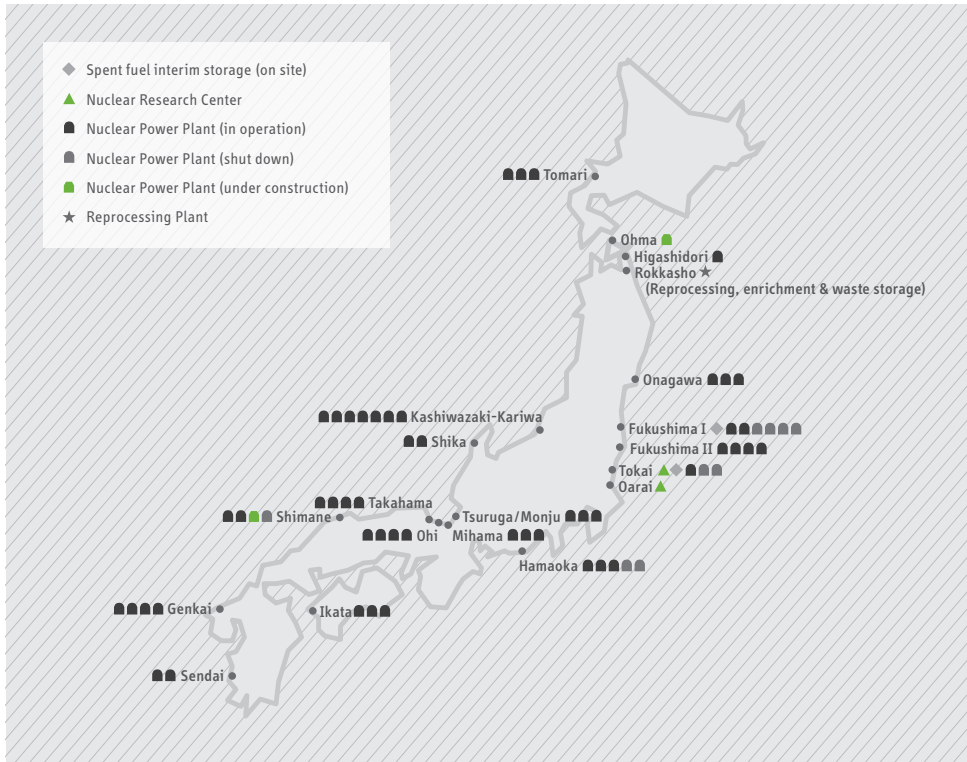 Spent fuel interim storage (on site)
Nuclear Research Center
Nuclear Power Plant (in operation)
Nuclear Power Plant (shut down)
Nuclear Power Plant (under construction)
Reprocessing Plant
Tomari
Ohma
Higashidori
Rokkasho
(Reprocessing, enrichment & waste storage)
Onagawa
Kashiwazaki-Kariwa
Fukushima I
Shika
Fukushima II
Tokai
Oarai
Takahama
Shimane
Tsuruga/Monju
Ohi
Mihama
Hamaoka
Genkai
Ikata
Sendai